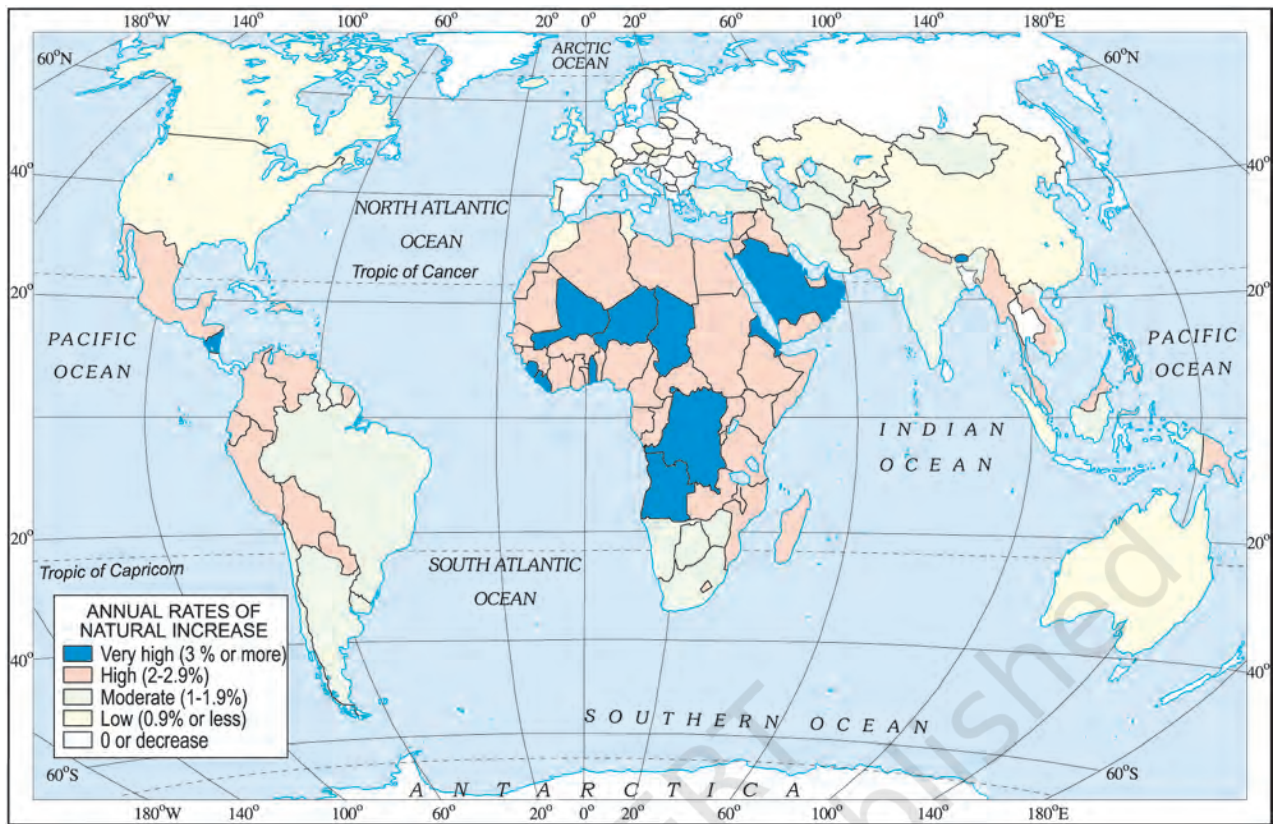 180°W 140° 100° 20° 0° 20° 60° 100° 140° 180°E
60°N
ARCTIC
OCEAN
60°N
40°
40°
NORTH ATLANTIC
OCEAN
Tropic of Cancer
20°
20°
PACIFIC
OCEAN
PACIFIC
OCEAN
INDIAN
OCEAN
20°
20°
Tropic of Capricorn
SOUTH ATLANTIC
OCEAN
ANNUAL RATES OF
NATURAL INCREASE
Very high (3 % or more)
High (2-2.9%)
Moderate (1-1.9%)
Low (0.9% or less)
0 or decrease
40°
40°
SOUTHERN OCEAN
60°S
60°S
ANTARCTICA
180°W 140° 100° 20° 0° 20° 60° 100° 140° 180°E